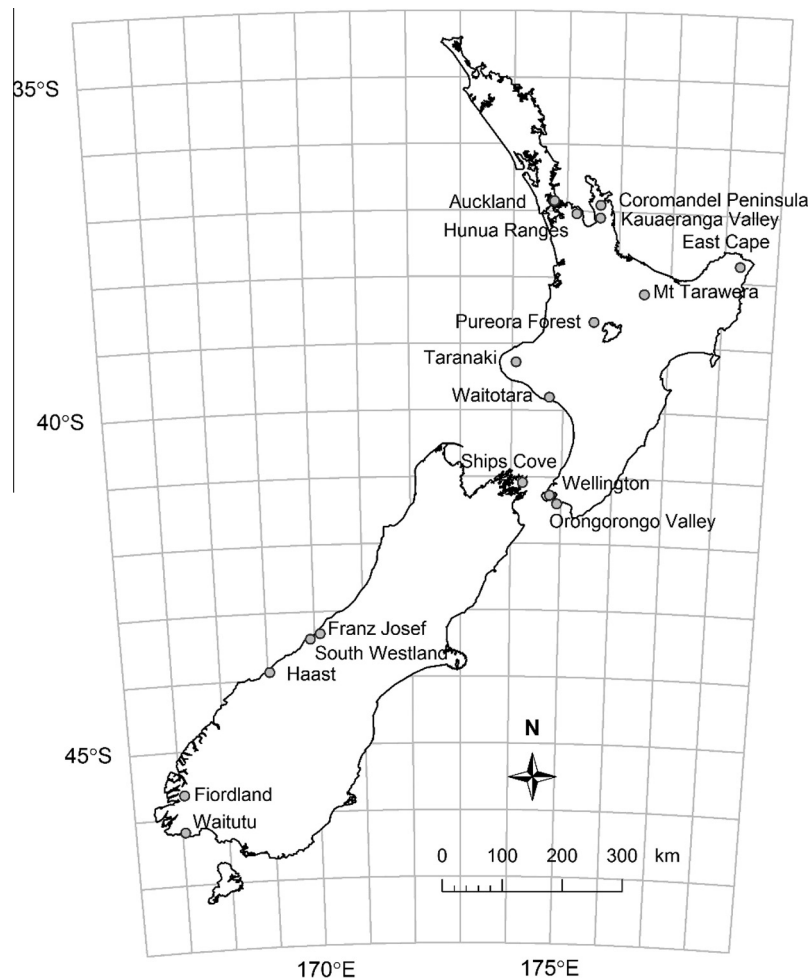 35°S
Auckland
Coromandel Peninsula
Kauaeranga Valley
Hunua Ranges
East Cape
Mt Tarawera
Pureora Forest
Taranaki
Waitotara
40°S
Ships Cove
Wellington
Orongorongo Valley
Franz Josef
South Westland
Haast
N
45°S
Fiordland
Waitutu
0 100 200 300 km
170°E 175°E